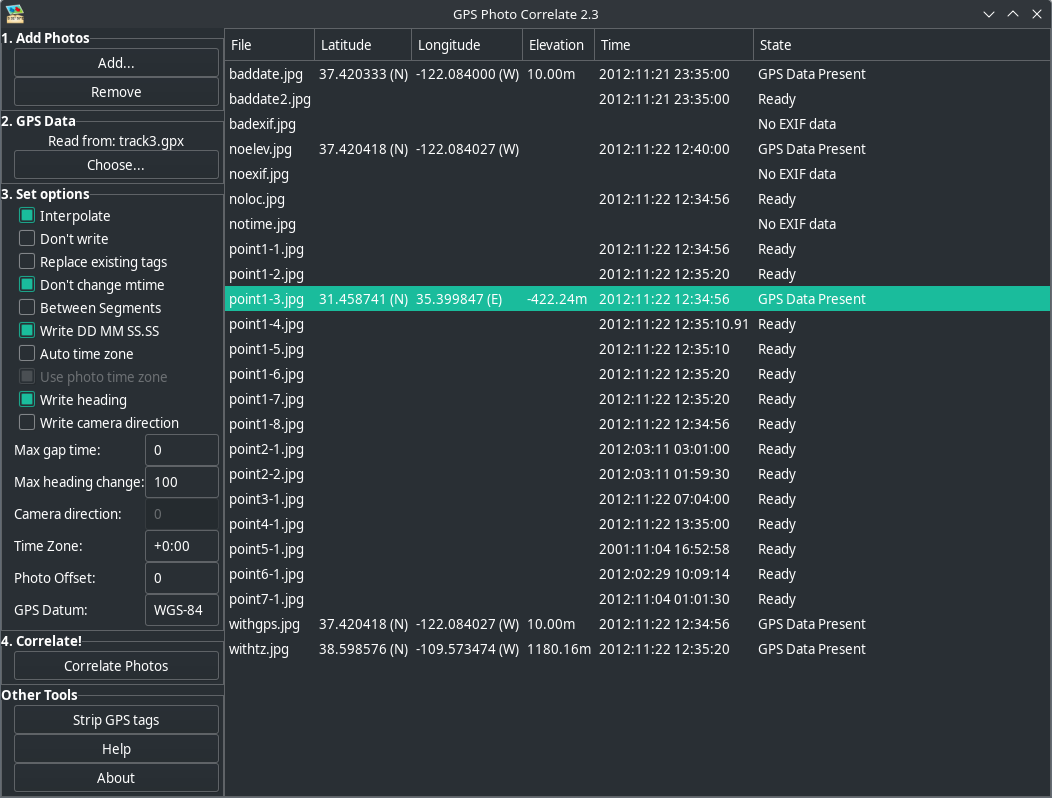 GPS Photo Correlate 2.3
1. Add Photos
Add...
Remove
2. GPS Data
Read from: track3.gpx
Choose...
3. Set options
Interpolate
Don't write
Replace existing tags
Don't change mtime
Between Segments
Write DD MM SS.SS
Auto time zone
Use photo time zone
Write heading
Write camera direction
Max gap time: 0
Max heading change: 100
Camera direction: 0
Time Zone: +0:00
Photo Offset: 0
GPS Datum: WGS-84
4. Correlate!
Correlate Photos
Other Tools
Strip GPS tags
Help
About
File Latitude Longitude Elevation Time State
baddate.jpg 37.420333 (N) -122.084000 (W) 10.00m 2012:11:21 23:35:00 GPS Data Present
baddate2.jpg 2012:11:21 23:35:00 Ready
badexif.jpg No EXIF data
noelev.jpg 37.420418 (N) -122.084027 (W) 2012:11:22 12:40:00 GPS Data Present
noexif.jpg No EXIF data
noloc.jpg 2012:11:22 12:34:56 Ready
notime.jpg No EXIF data
point1-1.jpg 2012:11:22 12:34:56 Ready
point1-2.jpg 2012:11:22 12:35:20 Ready
point1-3.jpg 31.458741 (N) 35.399847 (E) -422.24m 2012:11:22 12:34:56 GPS Data Present
point1-4.jpg 2012:11:22 12:35:10.91 Ready
point1-5.jpg 2012:11:22 12:35:10 Ready
point1-6.jpg 2012:11:22 12:35:20 Ready
point1-7.jpg 2012:11:22 12:35:20 Ready
point1-8.jpg 2012:11:22 12:34:56 Ready
point2-1.jpg 2012:03:11 03:01:00 Ready
point2-2.jpg 2012:03:11 01:59:30 Ready
point3-1.jpg 2012:11:22 07:04:00 Ready
point4-1.jpg 2012:11:22 13:35:00 Ready
point5-1.jpg 2001:11:04 16:52:58 Ready
point6-1.jpg 2012:02:29 10:09:14 Ready
point7-1.jpg 2012:11:04 01:01:30 Ready
withgps.jpg 37.420418 (N) -122.084027 (W) 10.00m 2012:11:22 12:34:56 GPS Data Present
withtz.jpg 38.598576 (N) -109.573474 (W) 1180.16m 2012:11:22 12:35:20 GPS Data Present